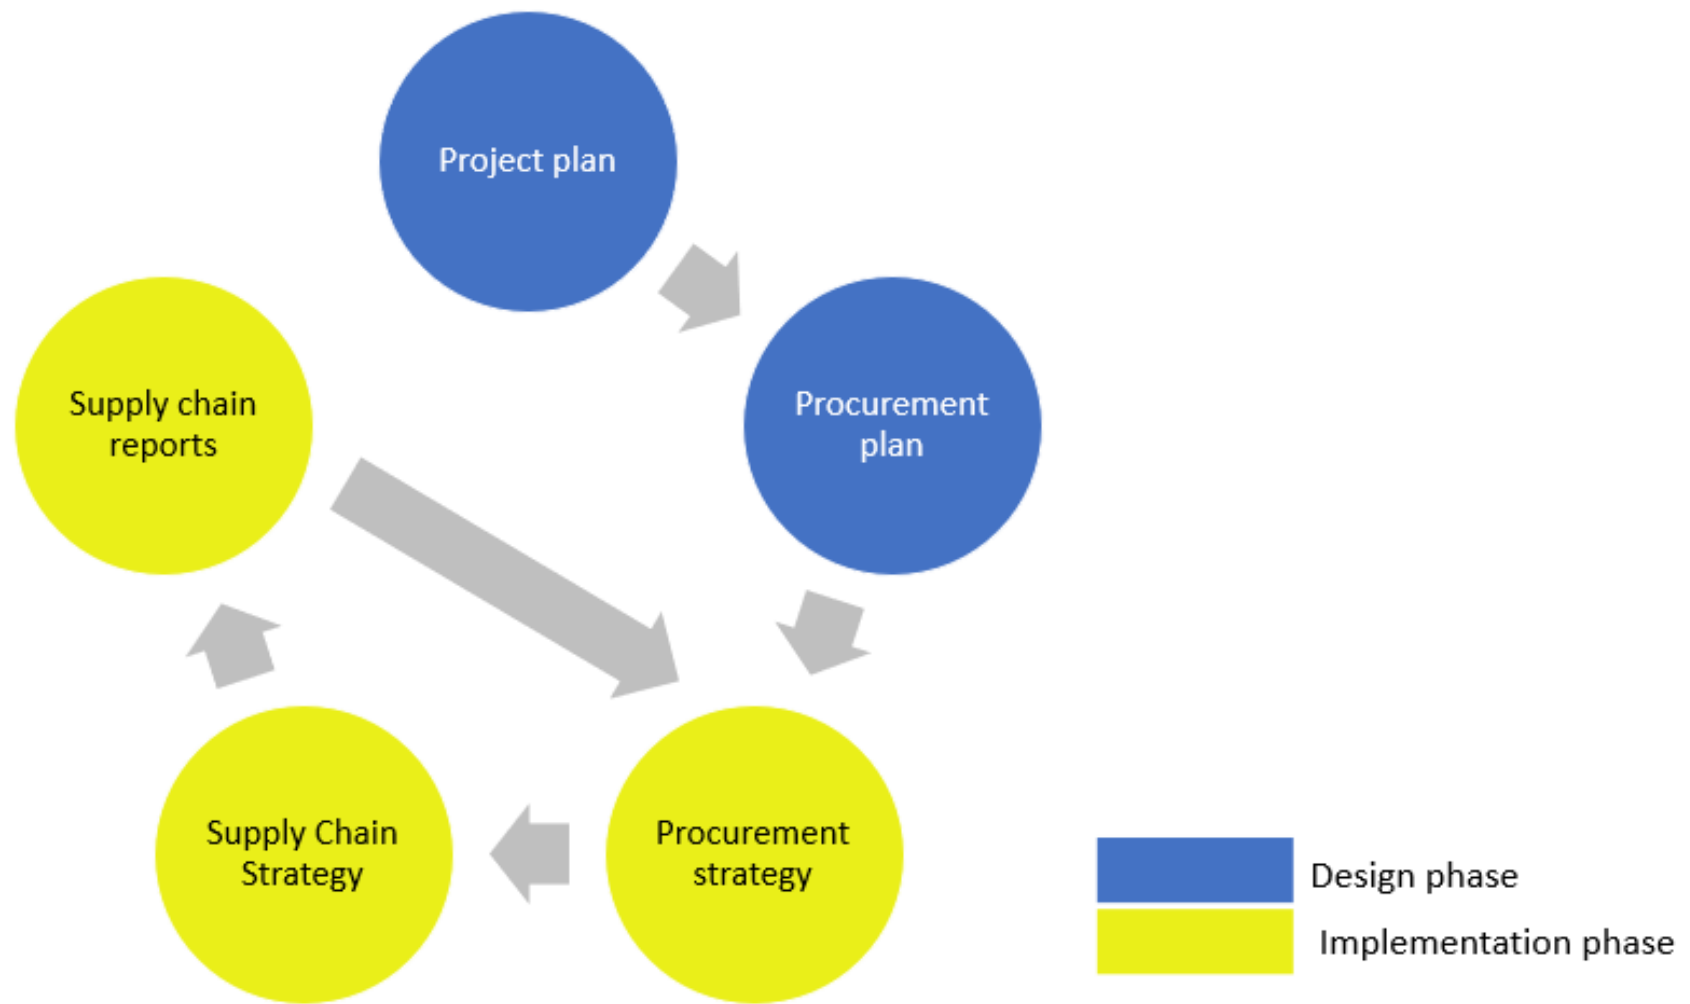 Project plan
Procurement
plan
Procurement
strategy
Supply Chain
Strategy
Supply chain
reports
Design phase
Implementation phase